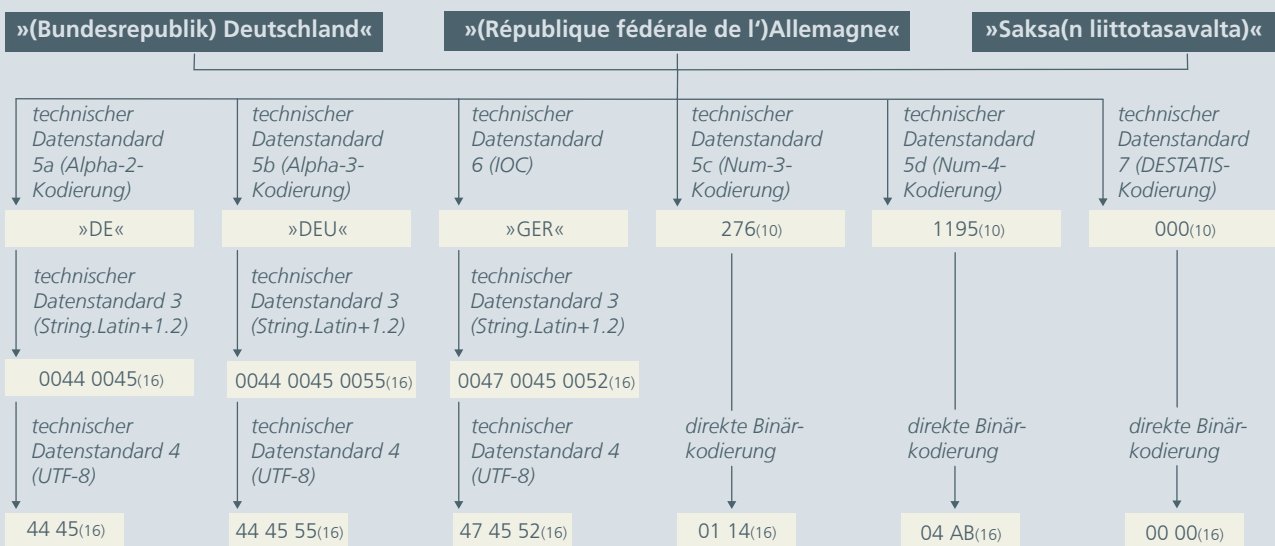 »(Bundesrepublik) Deutschland«
»(République fédérale de l')Allemagne«
»Saksa(n liittotasavalta)«
technischer
Datenstandard
5a (Alpha-2-
Kodierung)
technischer
Datenstandard
5b (Alpha-3-
Kodierung)
technischer
Datenstandard
6 (IOC)
technischer
Datenstandard
5c (Num-3-
Kodierung)
technischer
Datenstandard
5d (Num-4-
Kodierung)
technischer
Datenstandard
7 (DESTATIS-
Kodierung)
»DE«
»DEU«
»GER«
276(10)
1195(10)
000(10)
technischer
Datenstandard 3
(String.Latin+1.2)
technischer
Datenstandard 3
(String.Latin+1.2)
technischer
Datenstandard 3
(String.Latin+1.2)
0044 0045(16)
0044 0045 0055(16)
0047 0045 0052(16)
technischer
Datenstandard 4
(UTF-8)
technischer
Datenstandard 4
(UTF-8)
technischer
Datenstandard 4
(UTF-8)
direkte Binär-
kodierung
direkte Binär-
kodierung
direkte Binär-
kodierung
44 45(16)
44 45 55(16)
47 45 52(16)
01 14(16)
04 AB(16)
00 00(16)